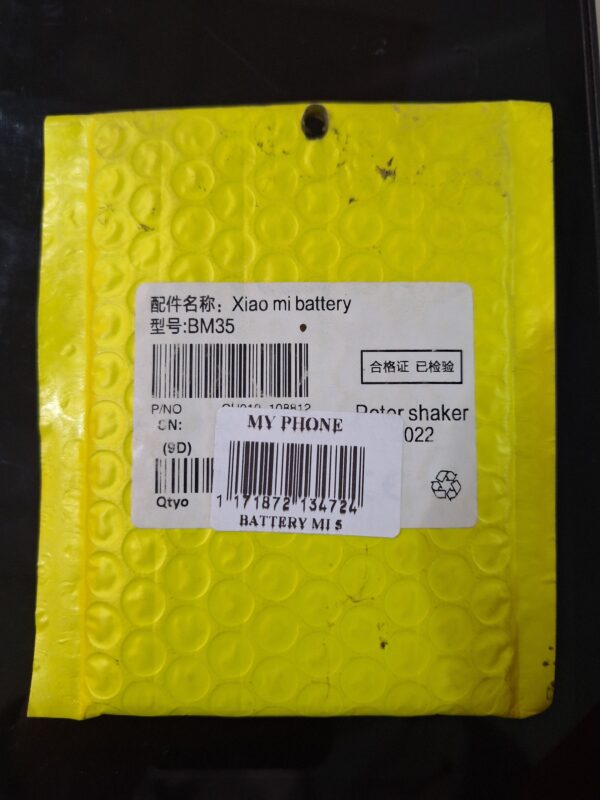 配件名称: Xiao mi battery
型号:BM35
合格证 已检验
P/NO
SN:
shaker
(9D)
022
Qtyo
MY PHONE
1 171872 134724
BATTERY MI 5